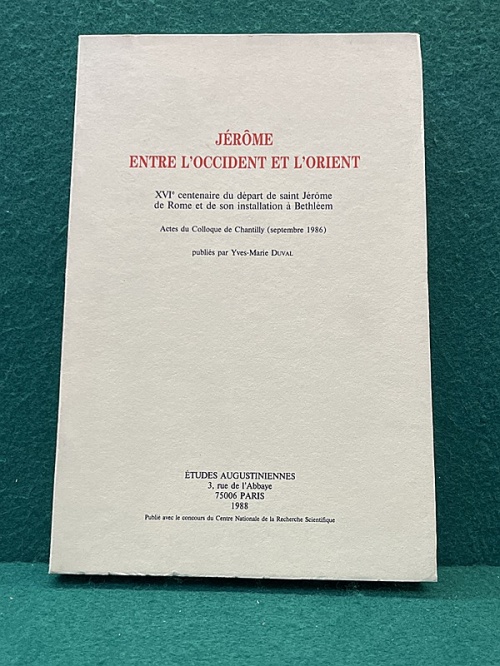 JÉRÔME
ENTRE L'OCCIDENT ET L'ORIENT
XVIe centenaire du départ de saint Jérôme
de Rome et de son installation à Bethléem
Actes du Colloque de Chantilly (septembre 1986)
publiés par Yves-Marie DUVAL
ÉTUDES AUGUSTINIENNES
3, rue de l'Abbaye
75006 PARIS
1988
Publié avec le concours du Centre Nationale de la Recherche Scientifique